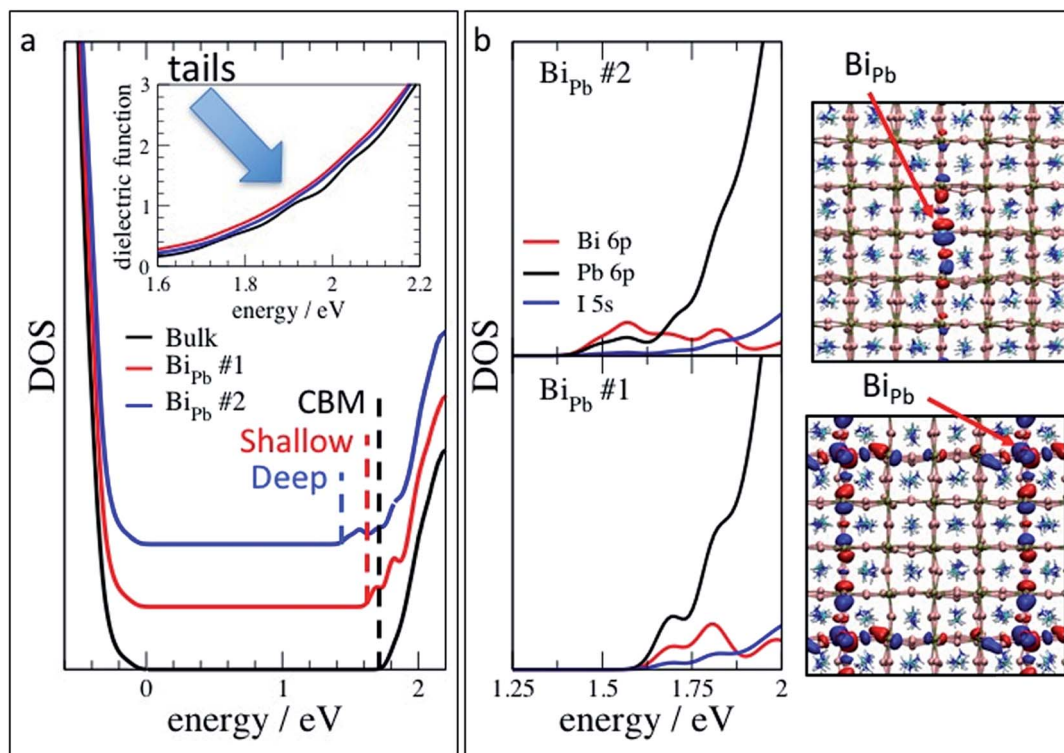 a
tails
3
2
1
0
dielectric function
1.6
1.8
2
2.2
energy / eV
DOS
Bulk
BiPb #1
BiPb #2
CBM
Shallow
Deep
0
1
2
energy / eV
b
BiPb #2
Bi 6p
Pb 6p
I 5s
DOS
BiPb #1
1.25
1.5
1.75
2
energy / eV
BiPb
BiPb